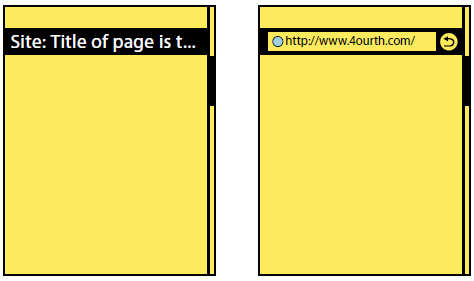 Site: Title of page is t...
http://www.4ourth.com/